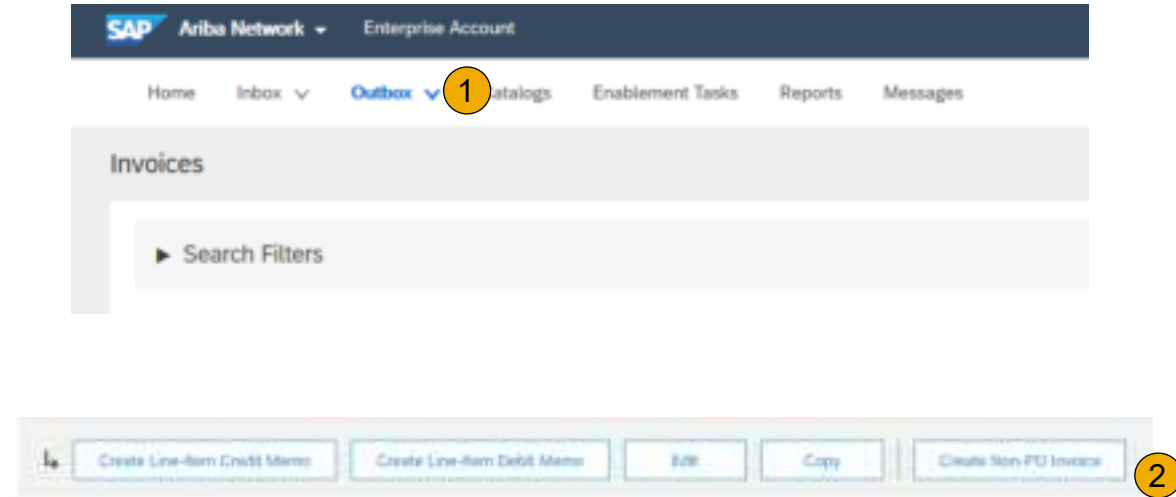 SAP Ariba Network Enterprise Account
Home Inbox Outbox 1 Catalogs Enablement Tasks Reports Messages
Invoices
Search Filters
Create Line-Item Credit Memo Create Line-Item Debit Memo Edit Copy Create Non-PO Invoice 2